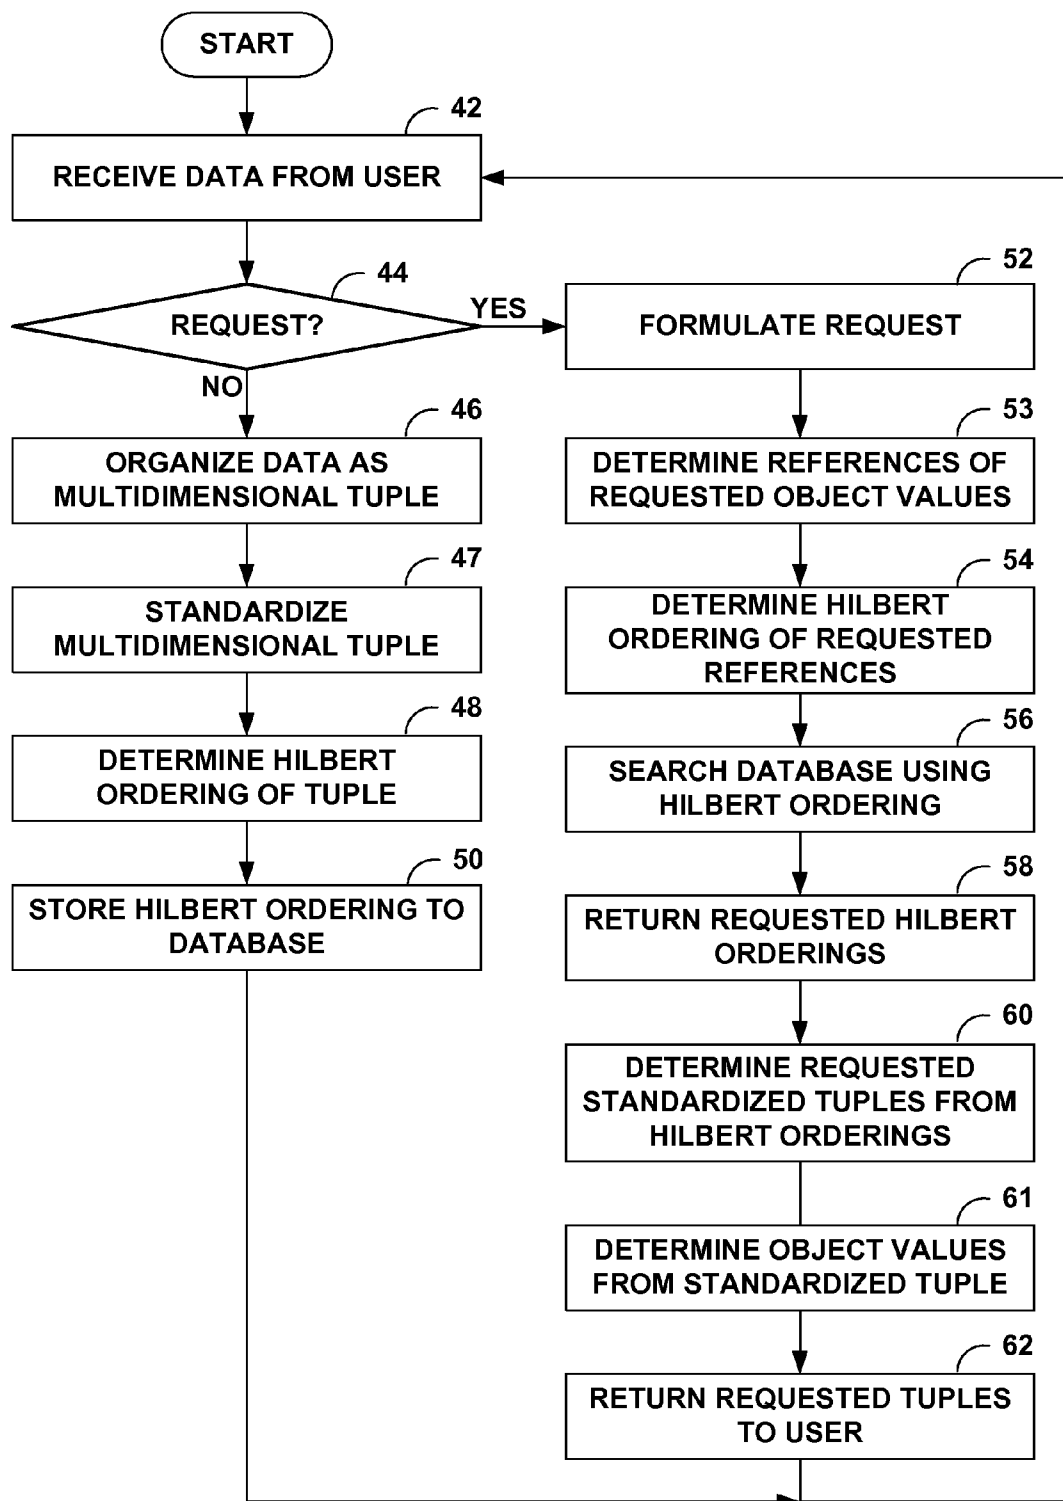 START
42
RECEIVE DATA FROM USER
44
REQUEST?
YES
NO
46
ORGANIZE DATA AS
MULTIDIMENSIONAL TUPLE
47
STANDARDIZE
MULTIDIMENSIONAL TUPLE
48
DETERMINE HILBERT
ORDERING OF TUPLE
50
STORE HILBERT ORDERING TO
DATABASE
52
FORMULATE REQUEST
53
DETERMINE REFERENCES OF
REQUESTED OBJECT VALUES
54
DETERMINE HILBERT
ORDERING OF REQUESTED
REFERENCES
56
SEARCH DATABASE USING
HILBERT ORDERING
58
RETURN REQUESTED HILBERT
ORDERINGS
60
DETERMINE REQUESTED
STANDARDIZED TUPLES FROM
HILBERT ORDERINGS
61
DETERMINE OBJECT VALUES
FROM STANDARDIZED TUPLE
62
RETURN REQUESTED TUPLES
TO USER